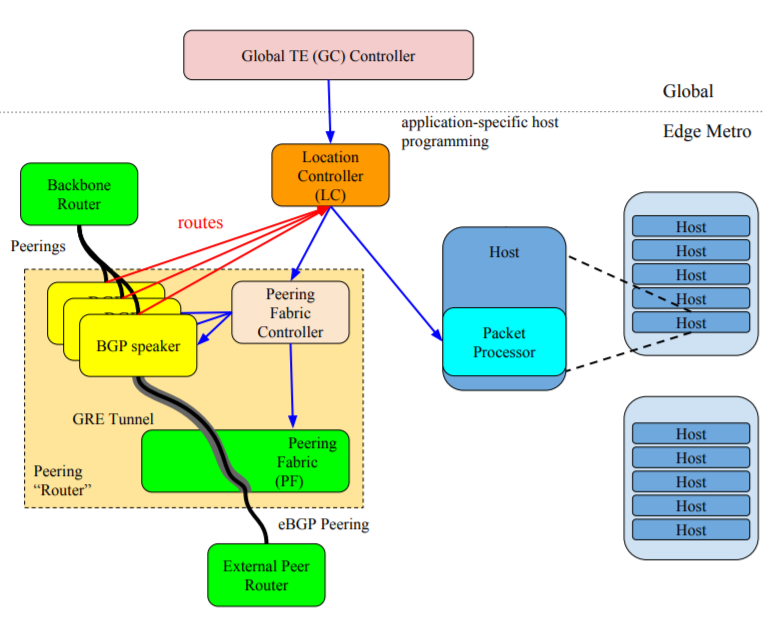 Global TE (GC) Controller
Global
Edge Metro
application-specific host
programming
Location
Controller
(LC)
Backbone
Router
routes
Peerings
Host
Packet
Processor
Host
Host
Host
Host
Host
Peering
Fabric
Controller
BGP speaker
GRE Tunnel
Peering
Fabric
(PF)
Peering
“Router”
eBGP Peering
External Peer
Router
Host
Host
Host
Host
Host